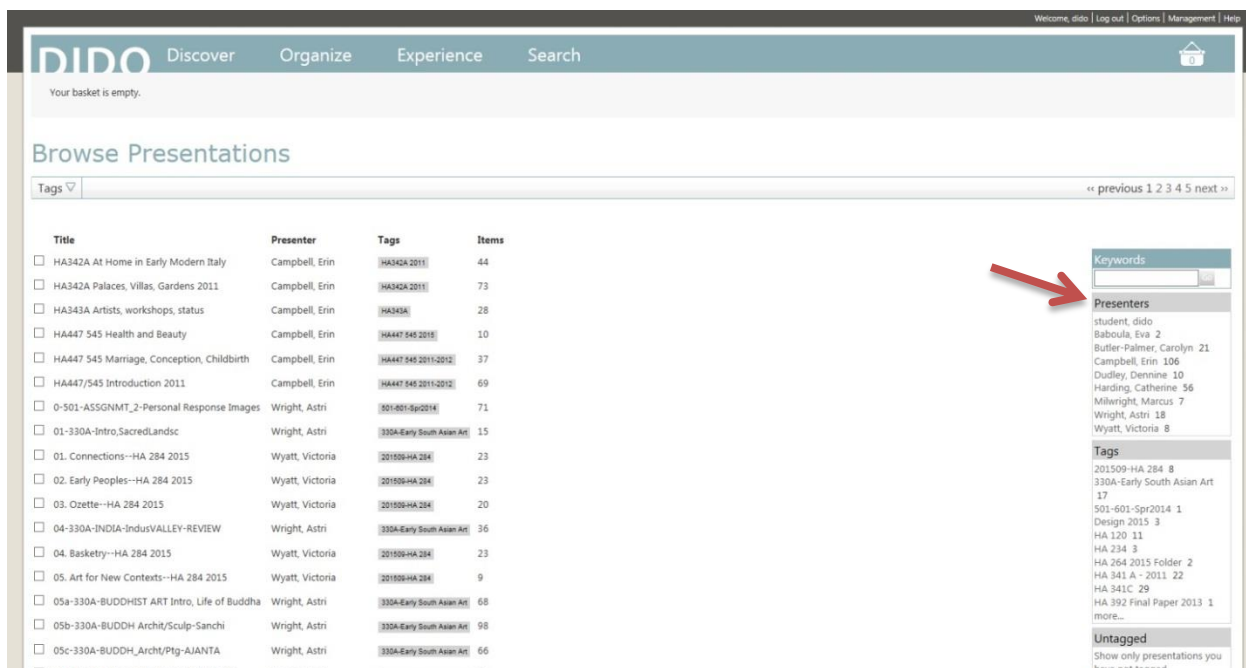 Welcome, dido | Log out | Options | Management | Help
DIDO Discover Organize Experience Search
0
Your basket is empty.
Browse Presentations
Tags ‹‹ previous 1 2 3 4 5 next ››
Title Presenter Tags Items
HA342A At Home in Early Modern Italy Campbell, Erin HA342A 2011 44
HA342A Palaces, Villas, Gardens 2011 Campbell, Erin HA342A 2011 73
HA343A Artists, workshops, status Campbell, Erin HA343A 28
HA447 545 Health and Beauty Campbell, Erin HA447 545 2015 10
HA447 545 Marriage, Conception, Childbirth Campbell, Erin HA447 545 2011-2012 37
HA447/545 Introduction 2011 Campbell, Erin HA447 545 2011-2012 69
0-501-ASSGNMT_2-Personal Response Images Wright, Astri 501-601-Spr2014 71
01-330A-Intro,SacredLandsc Wright, Astri 330A-Early South Asian Art 15
01. Connections--HA 284 2015 Wyatt, Victoria 201509-HA 284 23
02. Early Peoples--HA 284 2015 Wyatt, Victoria 201509-HA 284 23
03. Ozette--HA 284 2015 Wyatt, Victoria 201509-HA 284 20
04-330A-INDIA-IndusVALLEY-REVIEW Wright, Astri 330A-Early South Asian Art 36
04. Basketry--HA 284 2015 Wyatt, Victoria 201509-HA 284 23
05. Art for New Contexts--HA 284 2015 Wyatt, Victoria 201509-HA 284 9
05a-330A-BUDDHIST ART Intro, Life of Buddha Wright, Astri 330A-Early South Asian Art 68
05b-330A-BUDDH Archit/Sculp-Sanchi Wright, Astri 330A-Early South Asian Art 98
05c-330A-BUDDH_Archt/Ptg-AJANTA Wright, Astri 330A-Early South Asian Art 66
Keywords
Presenters
student, dido
Baboula, Eva 2
Butler-Palmer, Carolyn 21
Campbell, Erin 106
Dudley, Dennine 10
Harding, Catherine 56
Milwright, Marcus 7
Wright, Astri 18
Wyatt, Victoria 8
Tags
201509-HA 284 8
330A-Early South Asian Art
17
501-601-Spr2014 1
Design 2015 3
HA 120 11
HA 234 3
HA 264 2015 Folder 2
HA 341 A - 2011 22
HA 341C 29
HA 392 Final Paper 2013 1
more...
Untagged
Show only presentations you